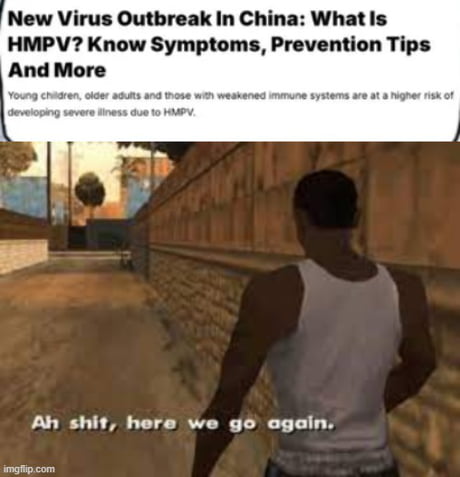 New Virus Outbreak In China: What Is
HMPV? Know Symptoms, Prevention Tips
And More
Young children, older adults and those with weakened immune systems are at a higher risk of
developing severe illness due to HMPV.
Ah shit, here we go again.
imgflip.com